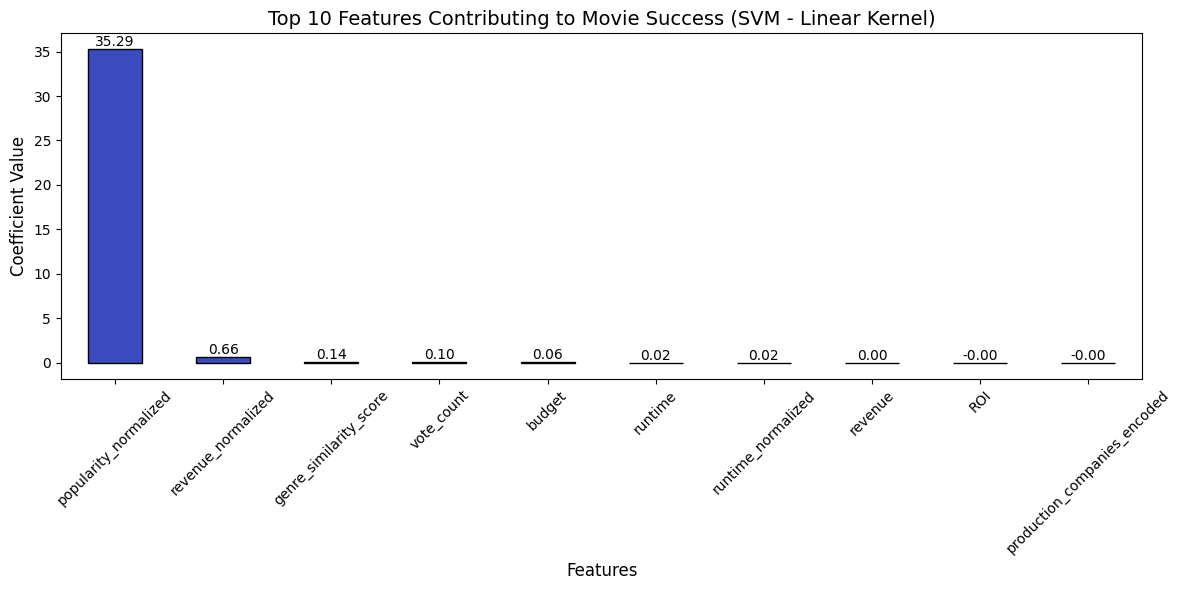 Top 10 Features Contributing to Movie Success (SVM - Linear Kernel)
Coefficient Value
35
30
25
20
15
10
5
0
35.29
0.66
0.14
0.10
0.06
0.02
0.02
0.00
-0.00
-0.00
popularity_normalized
revenue_normalized
genre_similarity_score
vote_count
budget
runtime
runtime_normalized
revenue
ROI
production_companies_encoded
Features